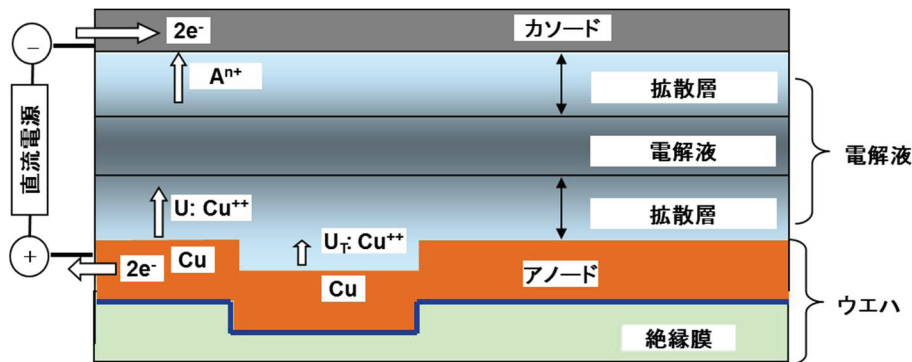 2e-
カソード
−
Aⁿ⁺
拡散層
直流電源
電解液
電解液
U: Cu⁺⁺
拡散層
U_T: Cu⁺⁺
+
Cu
2e-
アノード
Cu
ウエハ
絶縁膜